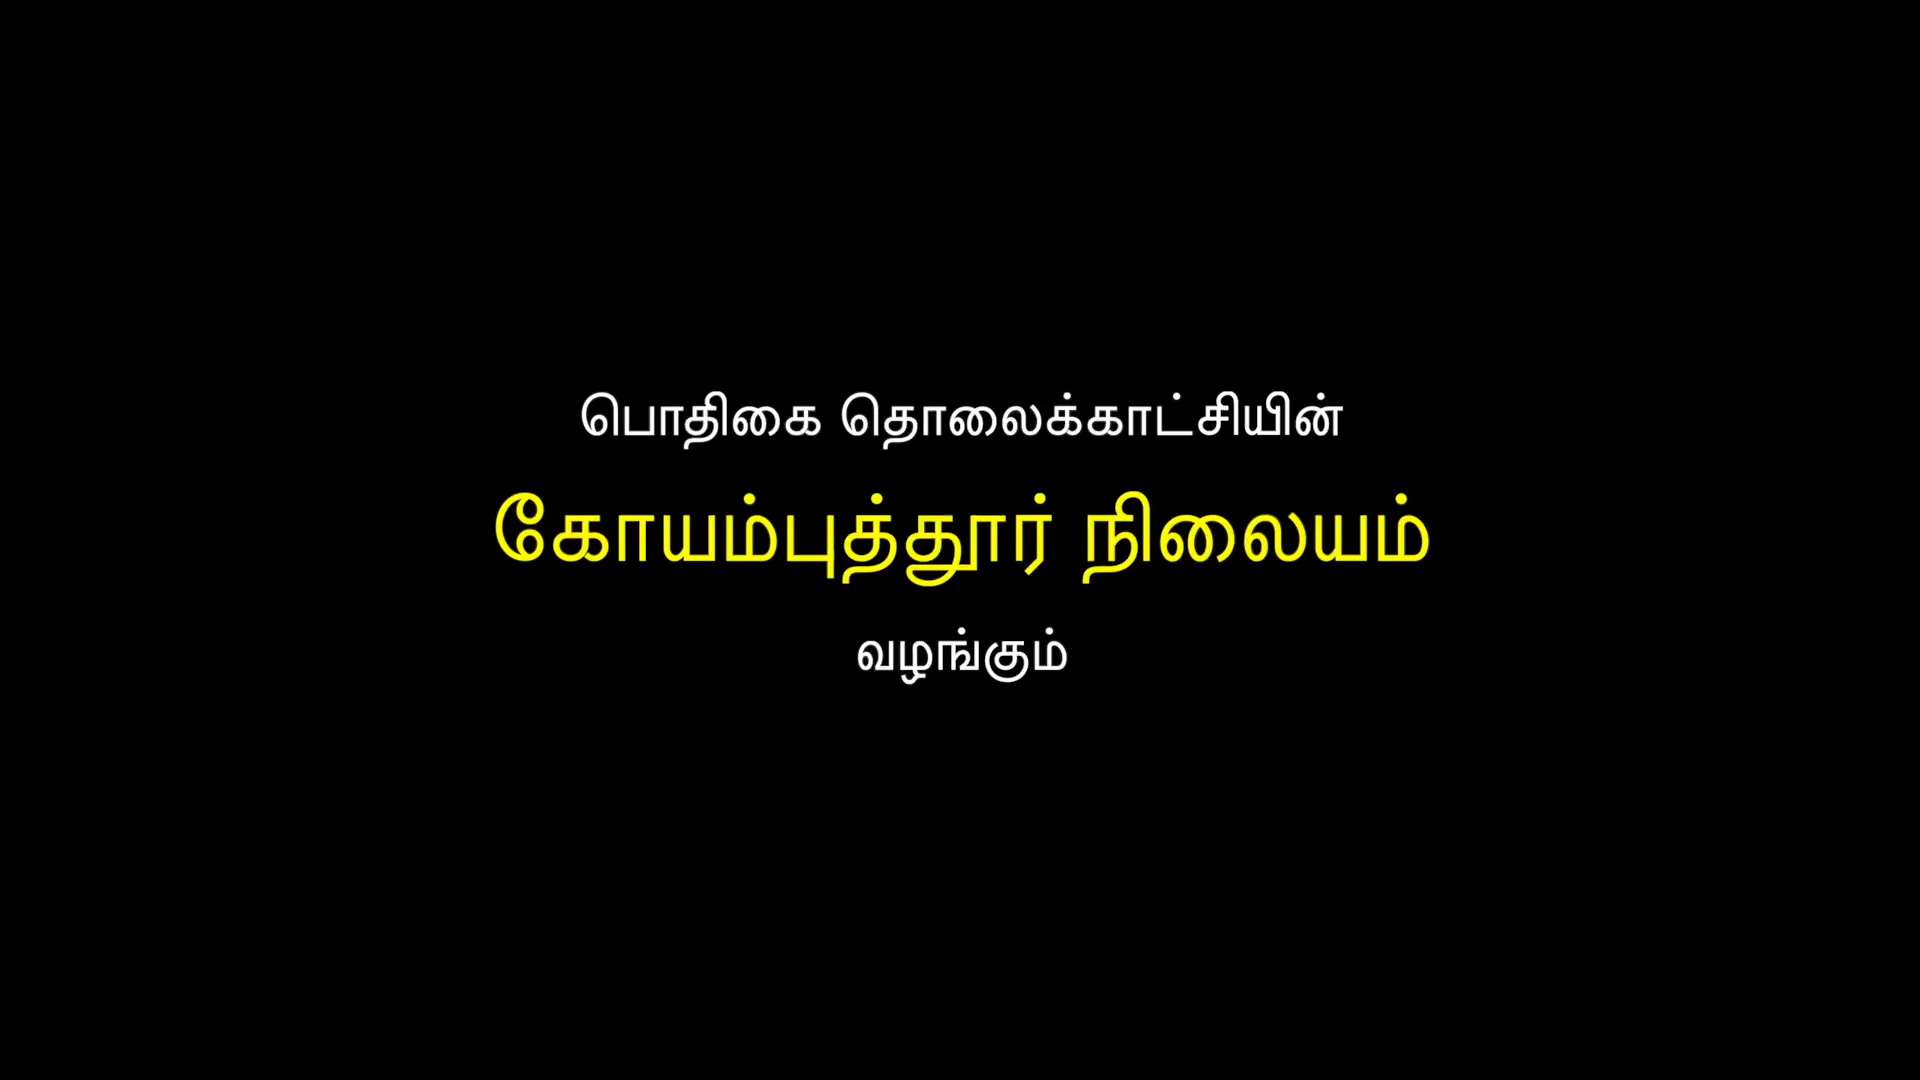 பொதிகை தொலைக்காட்சியின்
கோயம்புத்தூர் நிலையம்
வழங்கும்